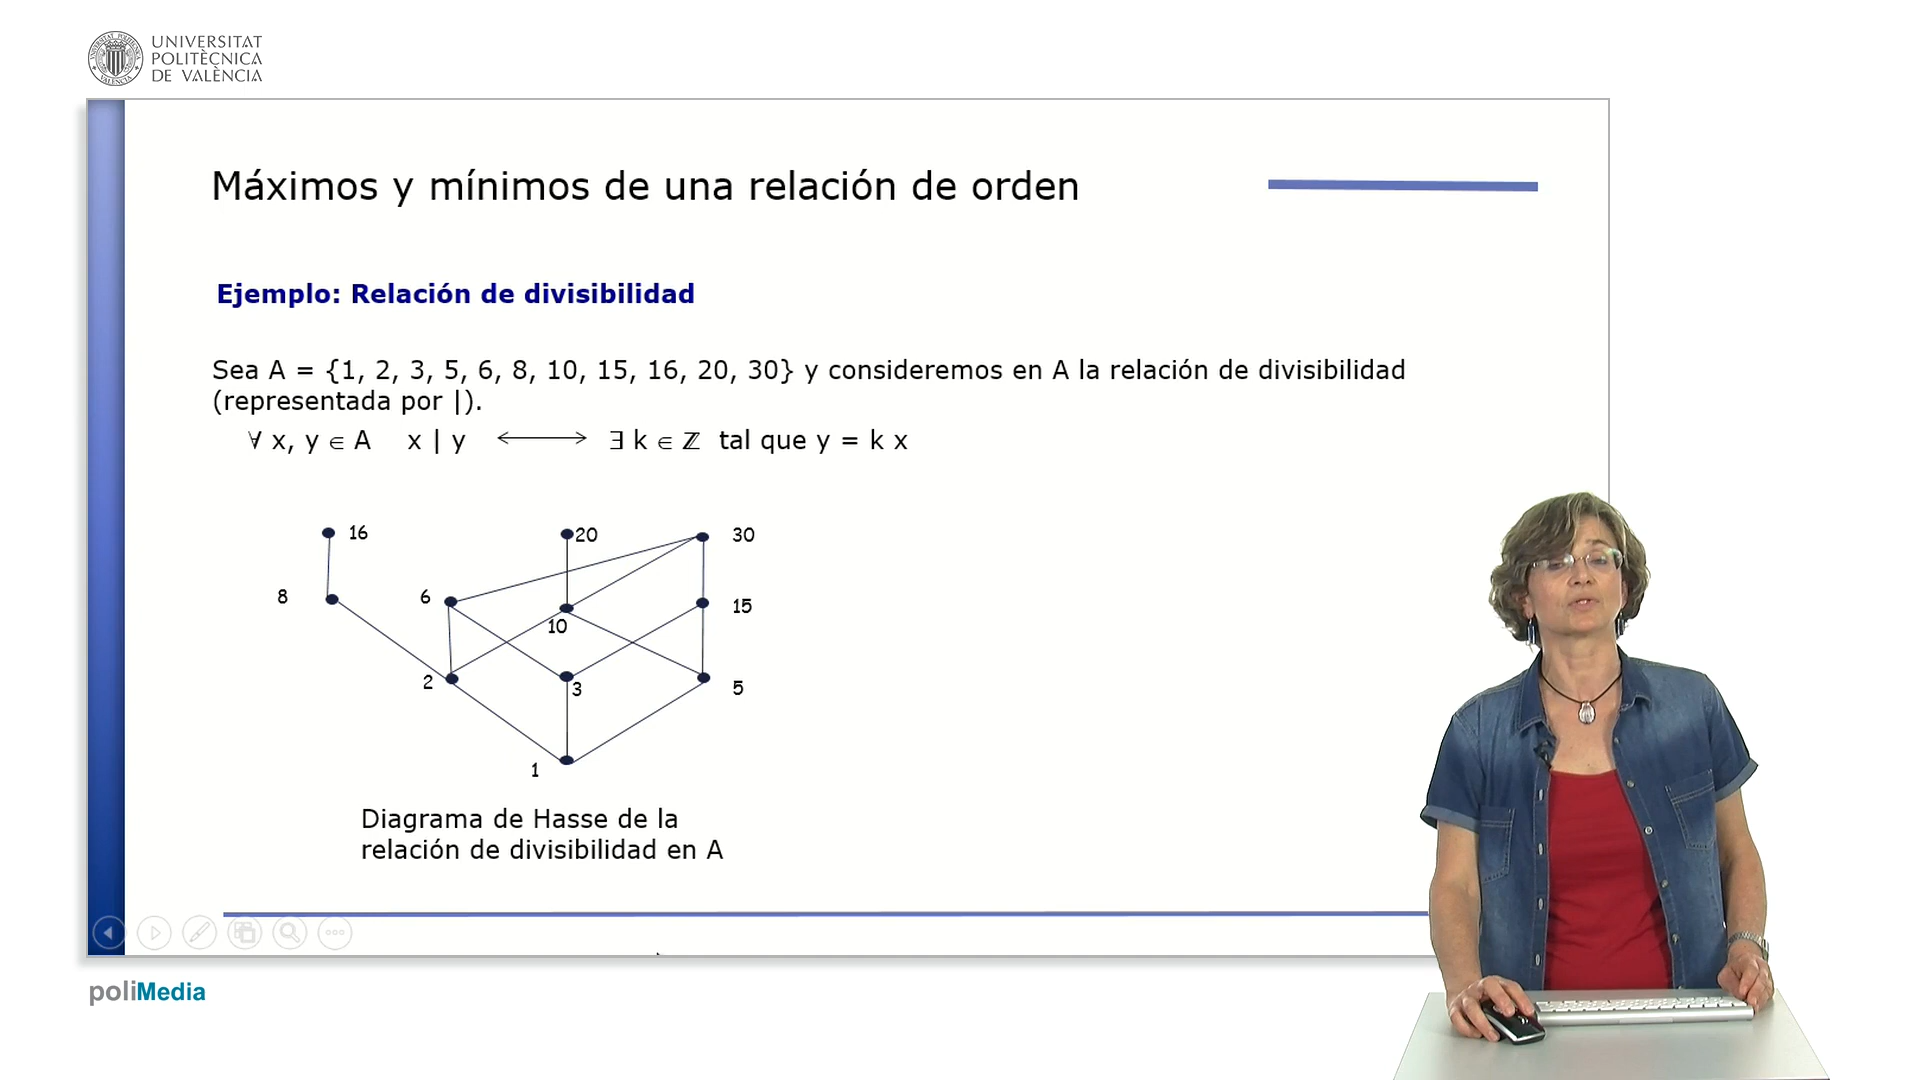 UNIVERSITAT
POLITÈCNICA
DE VALÈNCIA
Máximos y mínimos de una relación de orden
Ejemplo: Relación de divisibilidad
Sea A = {1, 2, 3, 5, 6, 8, 10, 15, 16, 20, 30} y consideremos en A la relación de divisibilidad
(representada por |).
∀ x, y ∈ A x | y ⟷ ∃ k ∈ ℤ tal que y = k x
16
20
30
8
6
10
15
2
3
5
1
Diagrama de Hasse de la
relación de divisibilidad en A
poliMedia